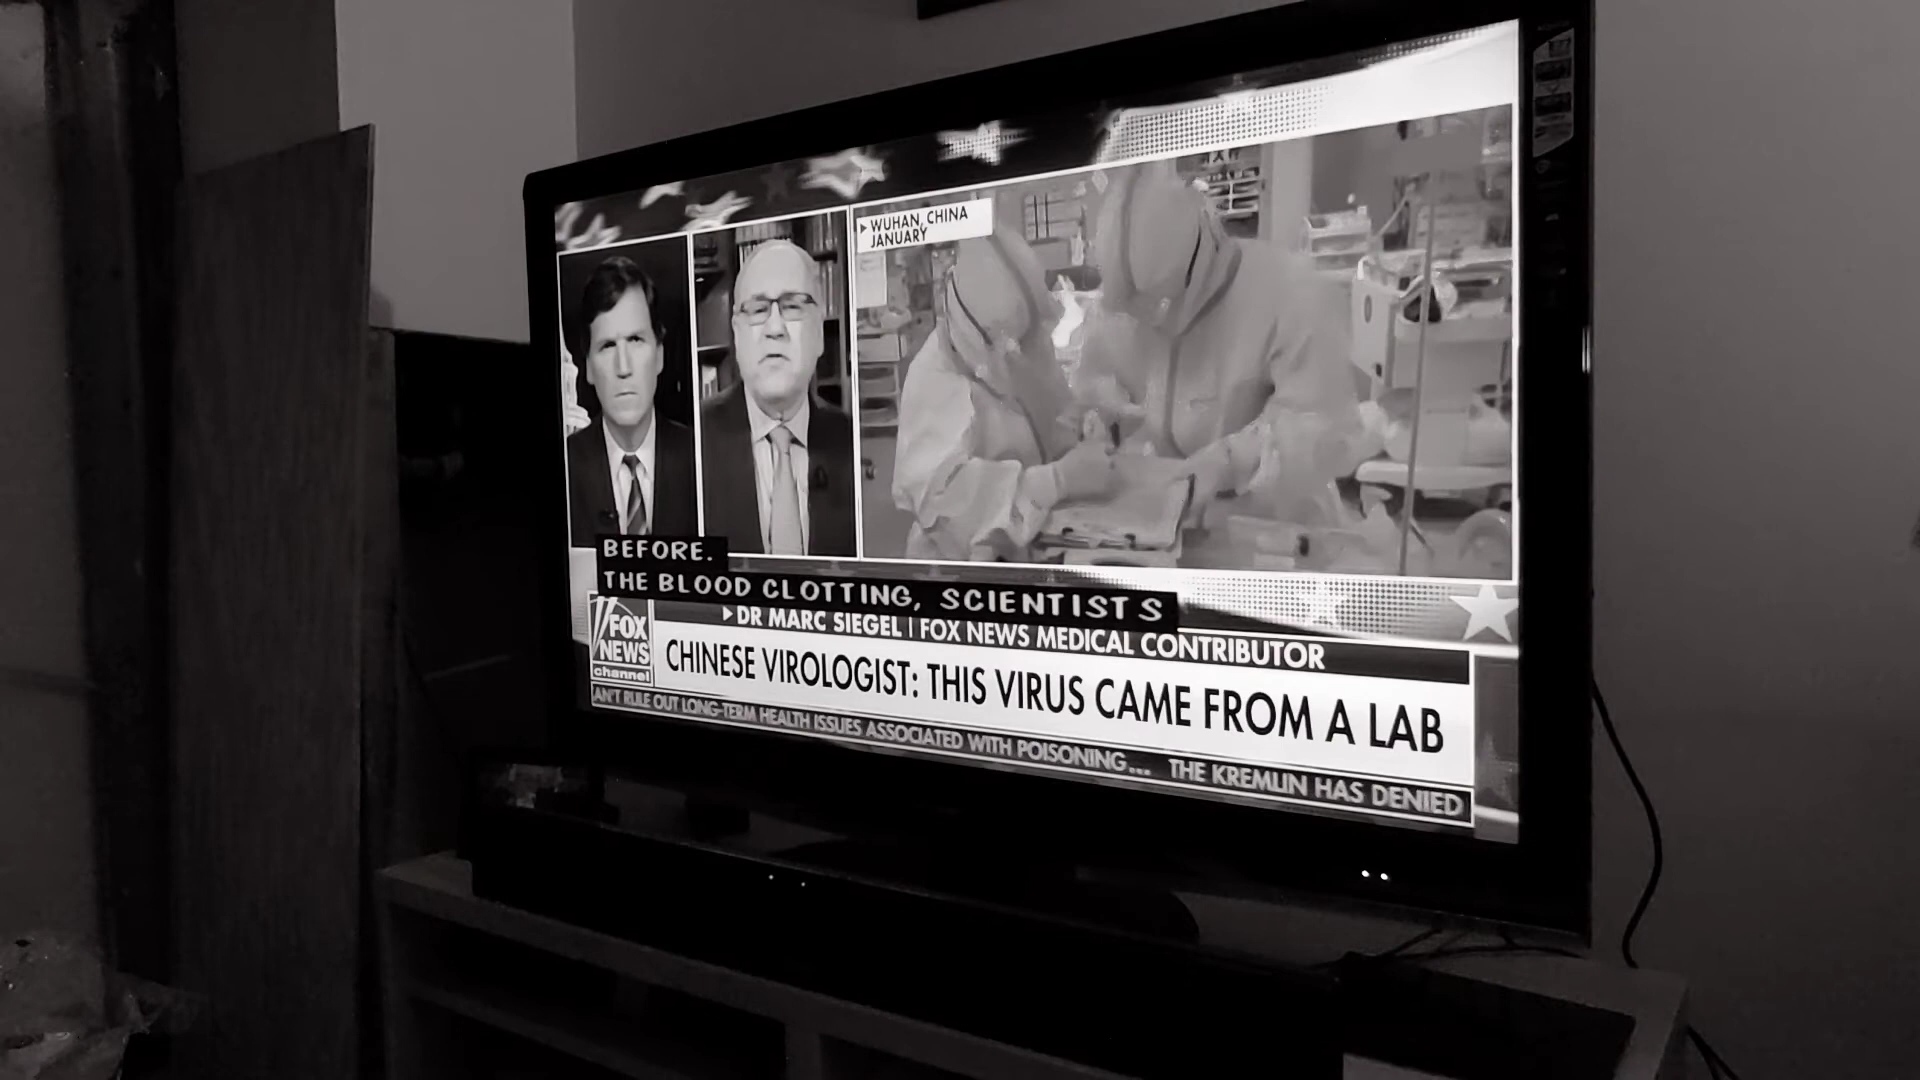 WUHAN, CHINA
JANUARY
BEFORE.
THE BLOOD CLOTTING, SCIENTISTS
DR MARC SIEGEL | FOX NEWS MEDICAL CONTRIBUTOR
FOX
NEWS
channel
CHINESE VIROLOGIST: THIS VIRUS CAME FROM A LAB
AN'T RULE OUT LONG-TERM HEALTH ISSUES ASSOCIATED WITH POISONING... THE KREMLIN HAS DENIED